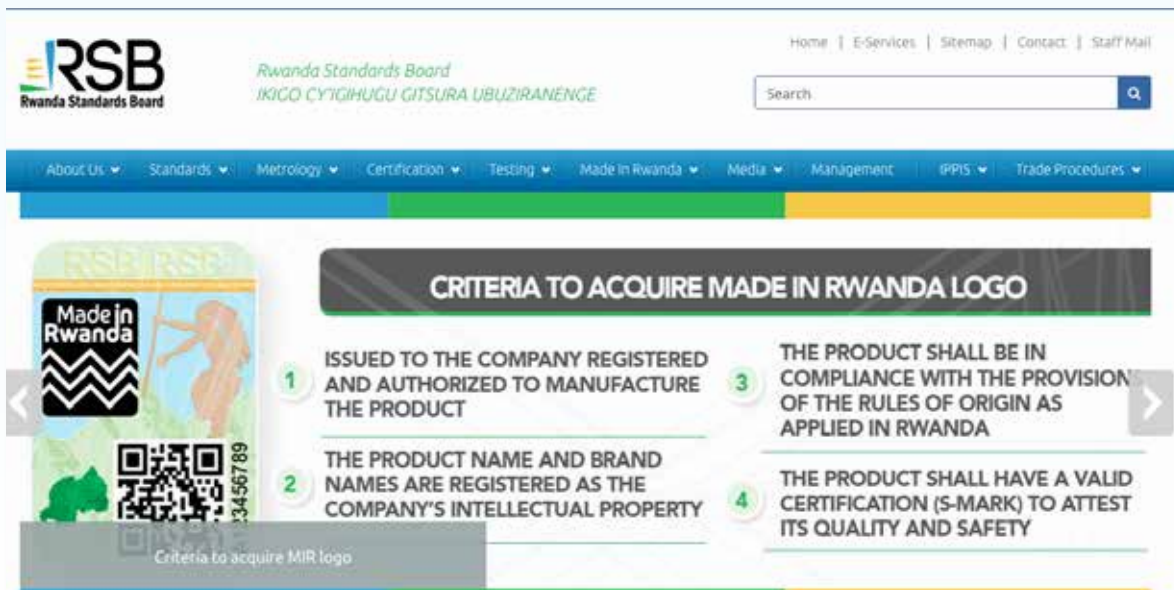 RSB
Rwanda Standards Board
Rwanda Standards Board
IKIGO CY'IGIHUGU GITSURA UBUZIRANENGE
Home | E-Services | Sitemap | Contact | Staff Mail
Search
About Us Standards Metrology Certification Testing Made In Rwanda Media Management IPPIS Trade Procedures
RSB RSB
Made in
Rwanda
23456789
CRITERIA TO ACQUIRE MADE IN RWANDA LOGO
1 ISSUED TO THE COMPANY REGISTERED
AND AUTHORIZED TO MANUFACTURE
THE PRODUCT
2 THE PRODUCT NAME AND BRAND
NAMES ARE REGISTERED AS THE
COMPANY'S INTELLECTUAL PROPERTY
3 THE PRODUCT SHALL BE IN
COMPLIANCE WITH THE PROVISIONS
OF THE RULES OF ORIGIN AS
APPLIED IN RWANDA
4 THE PRODUCT SHALL HAVE A VALID
CERTIFICATION (S-MARK) TO ATTEST
ITS QUALITY AND SAFETY
Criteria to acquire MIR logo